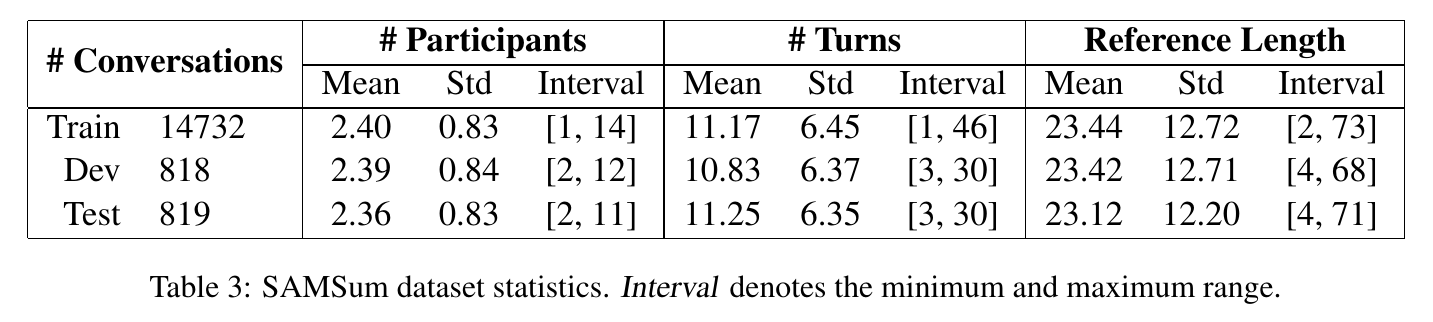 # Conversations # Participants # Turns Reference Length
Mean Std Interval Mean Std Interval Mean Std Interval
Train 14732 2.40 0.83 [1, 14] 11.17 6.45 [1, 46] 23.44 12.72 [2, 73]
Dev 818 2.39 0.84 [2, 12] 10.83 6.37 [3, 30] 23.42 12.71 [4, 68]
Test 819 2.36 0.83 [2, 11] 11.25 6.35 [3, 30] 23.12 12.20 [4, 71]
Table 3: SAMSum dataset statistics. Interval denotes the minimum and maximum range.